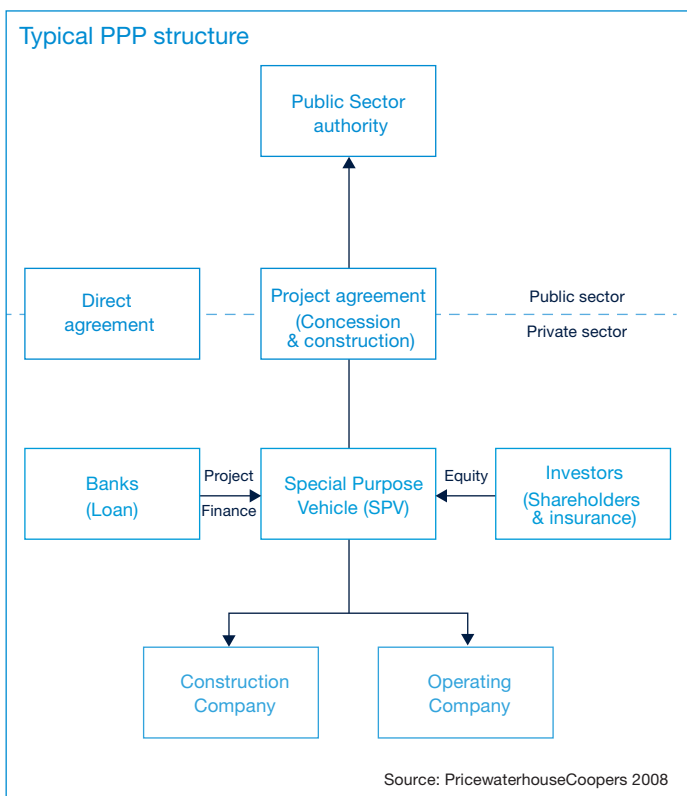 Typical PPP structure
Public Sector
authority
Direct
agreement
Project agreement
(Concession
& construction)
Public sector
Private sector
Banks
(Loan)
Project
Finance
Special Purpose
Vehicle (SPV)
Equity
Investors
(Shareholders
& insurance)
Construction
Company
Operating
Company
Source: PricewaterhouseCoopers 2008